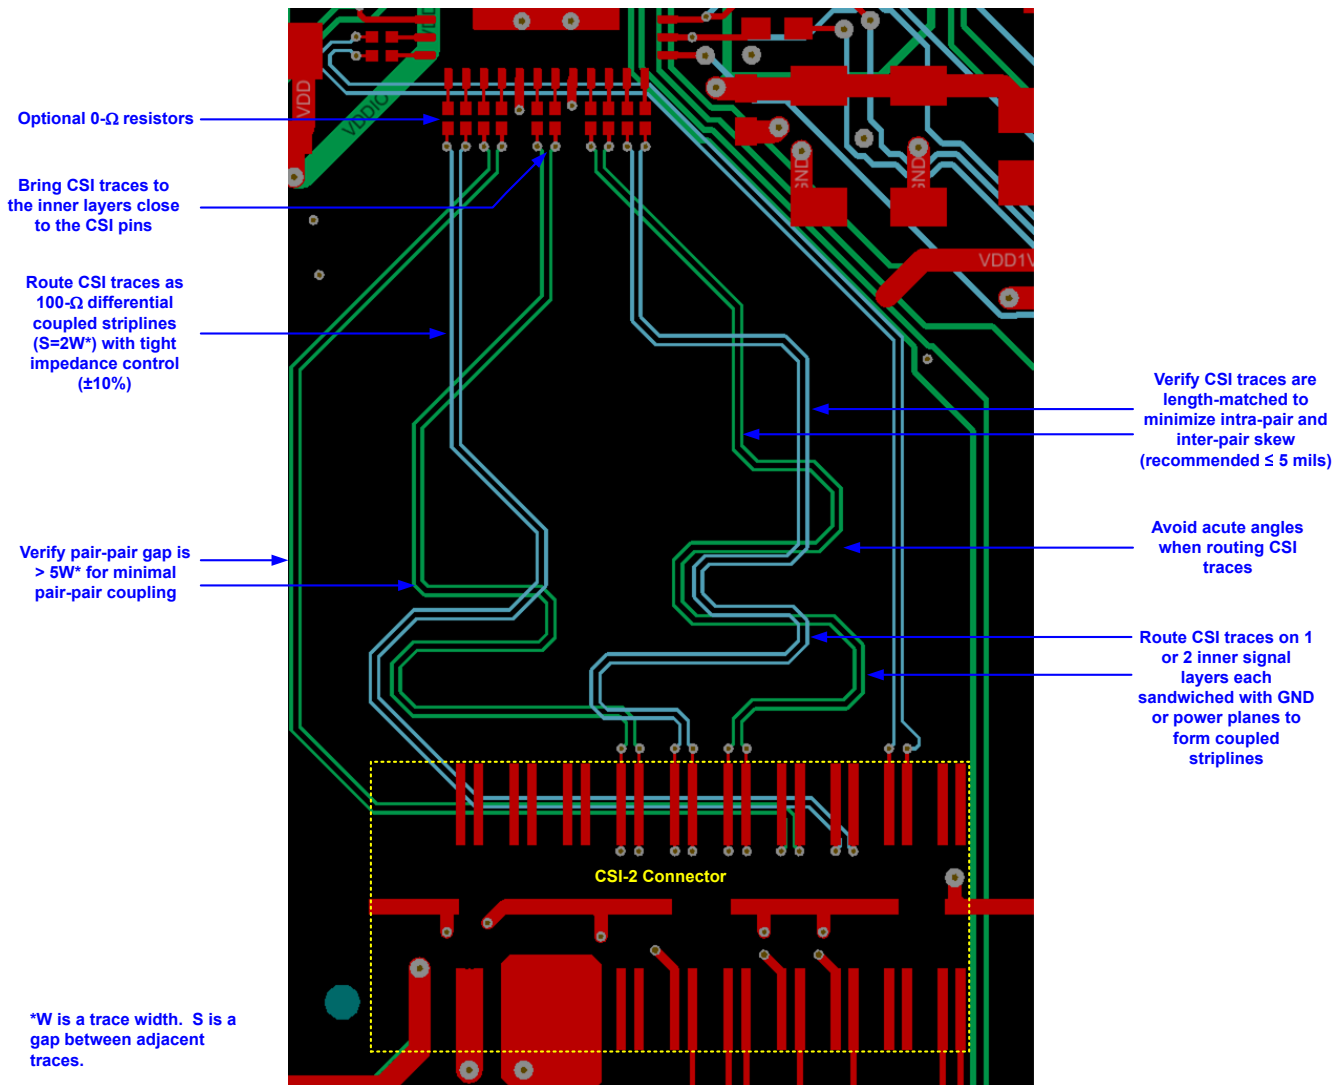 VDD
VDDIO
VDD
GND
GND
VDD1V
Optional 0-Ω resistors
Bring CSI traces to
the inner layers close
to the CSI pins
Route CSI traces as
100-Ω differential
coupled striplines
(S=2W*) with tight
impedance control
(±10%)
Verify pair-pair gap is
> 5W* for minimal
pair-pair coupling
Verify CSI traces are
length-matched to
minimize intra-pair and
inter-pair skew
(recommended ≤ 5 mils)
Avoid acute angles
when routing CSI
traces
Route CSI traces on 1
or 2 inner signal
layers each
sandwiched with GND
or power planes to
form coupled
striplines
CSI-2 Connector
*W is a trace width. S is a
gap between adjacent
traces.